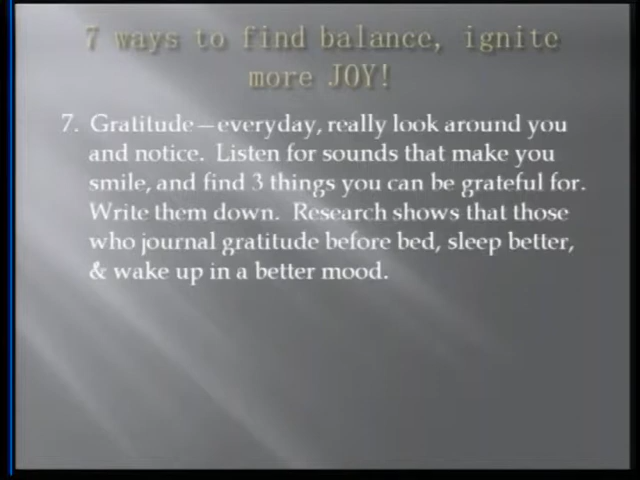 7 ways to find balance, ignite
more JOY!
7. Gratitude – everyday, really look around you
and notice. Listen for sounds that make you
smile, and find 3 things you can be grateful for.
Write them down. Research shows that those
who journal gratitude before bed, sleep better,
& wake up in a better mood.